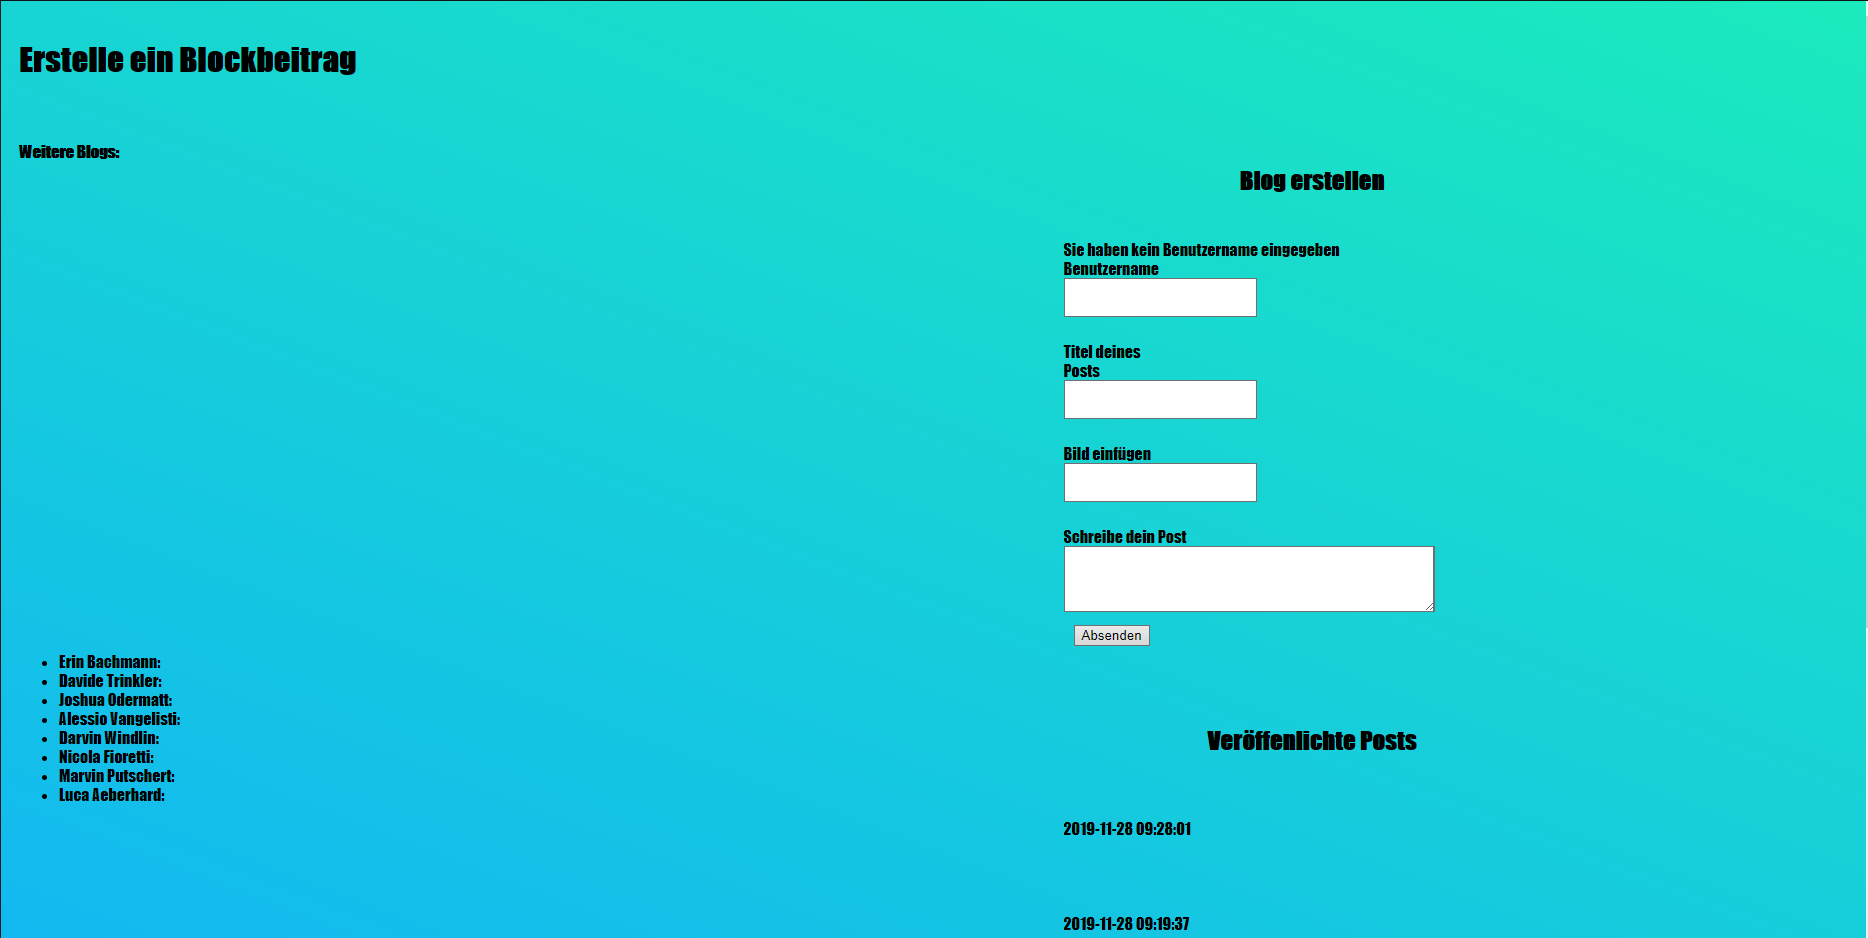 Erstelle ein Blockbeitrag
Weitere Blogs:
Erin Bachmann:
Davide Trinkler:
Joshua Odermatt:
Alessio Vangelisti:
Darvin Windlin:
Nicola Fioretti:
Marvin Putschert:
Luca Aeberhard:
Blog erstellen
Sie haben kein Benutzername eingegeben
Benutzername
Titel deines
Posts
Bild einfügen
Schreibe dein Post
Absenden
Veröffenlichte Posts
2019-11-28 09:28:01
2019-11-28 09:19:37